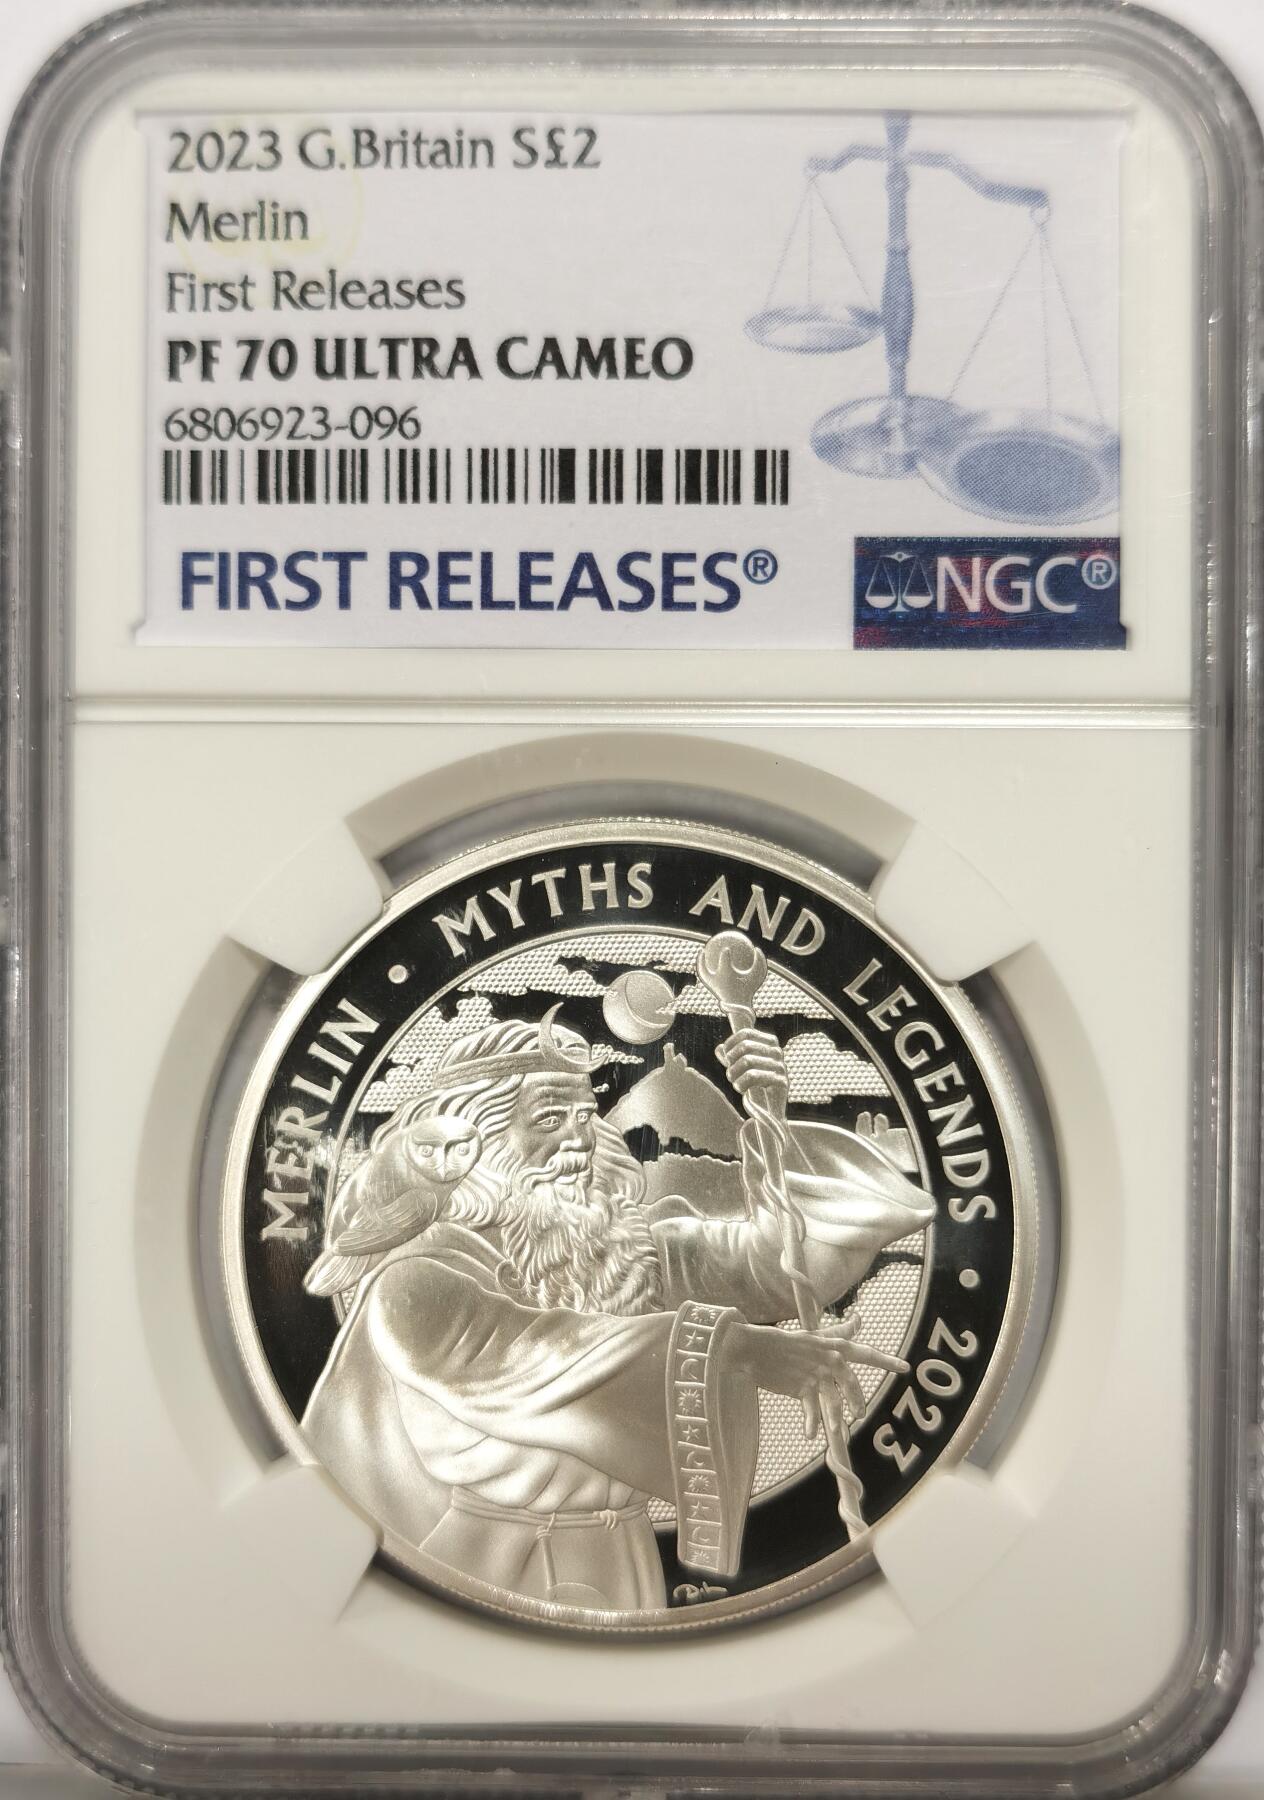 2023 G.Britain S£2
Merlin
First Releases
PF 70 ULTRA CAMEO
6806923-096
FIRST RELEASES®
NGC®
MERLIN • MYTHS AND LEGENDS • 2023